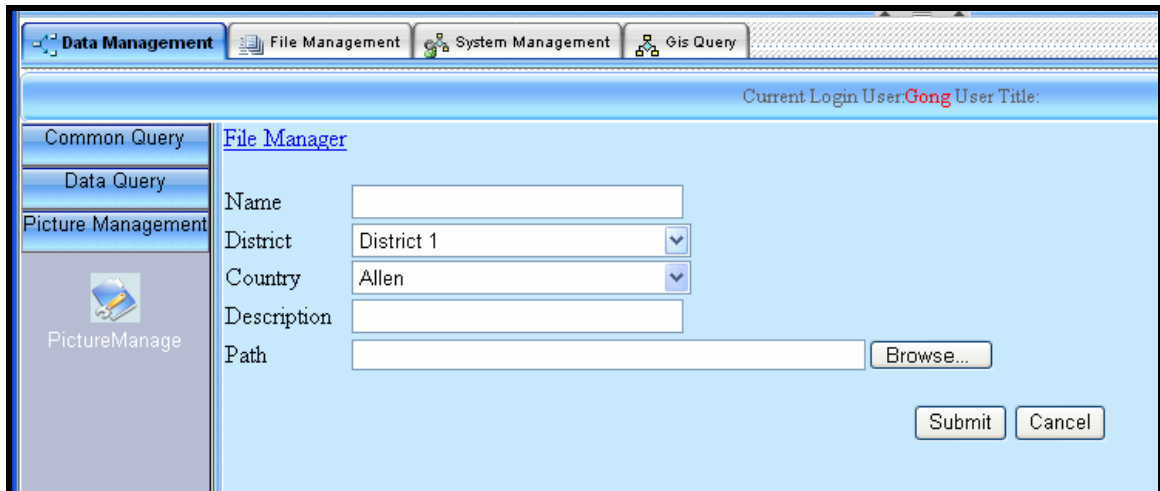 Data Management File Management System Management Gis Query
Current Login User:Gong User Title:
Common Query
Data Query
Picture Management
PictureManage
File Manager
Name
District District 1
Country Allen
Description
Path Browse...
Submit Cancel